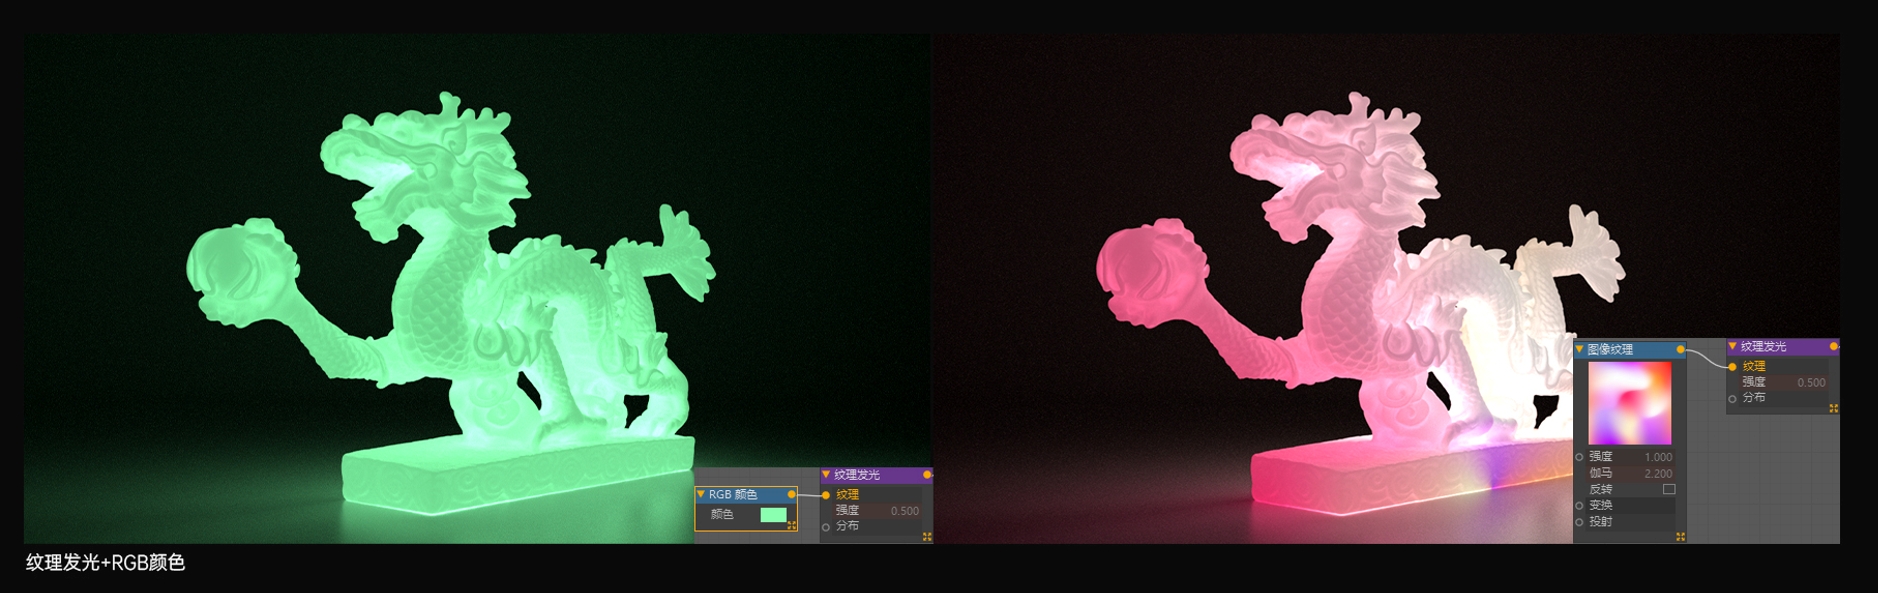 RGB 颜色
颜色
纹理发光
纹理
强度 0.500
分布
图像纹理
强度 1.000
伽马 2.200
反转
变换
投射
纹理发光
纹理
强度 0.500
分布
纹理发光+RGB颜色